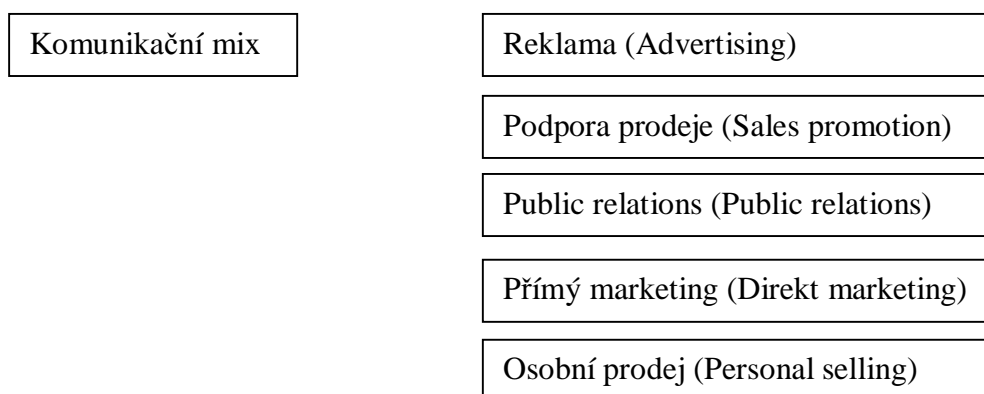 Komunikační mix
Reklama (Advertising)
Podpora prodeje (Sales promotion)
Public relations (Public relations)
Přímý marketing (Direkt marketing)
Osobní prodej (Personal selling)